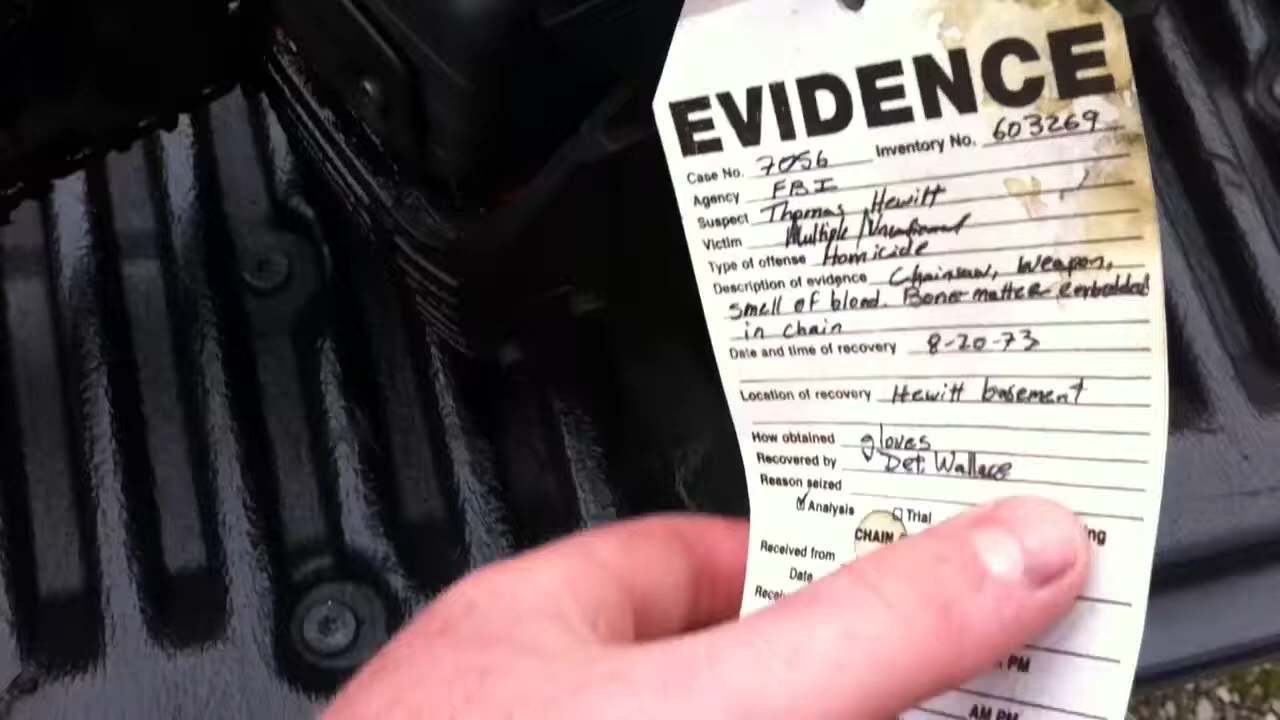 EVIDENCE
Case No. 7056 Inventory No. 603269
Agency FBI
Suspect Thomas Hewitt
Victim Multiple /
Type of offense Homicide
Description of evidence Chainsaw, Weapon,
smell of blood. Bone matter embedded
in chain
Date and time of recovery 8-20-73
Location of recovery Hewitt basement
How obtained gloves
Recovered by Det. Wallace
Reason seized
Analysis Trial
CHAIN
Received from
Date
PM
AM PM